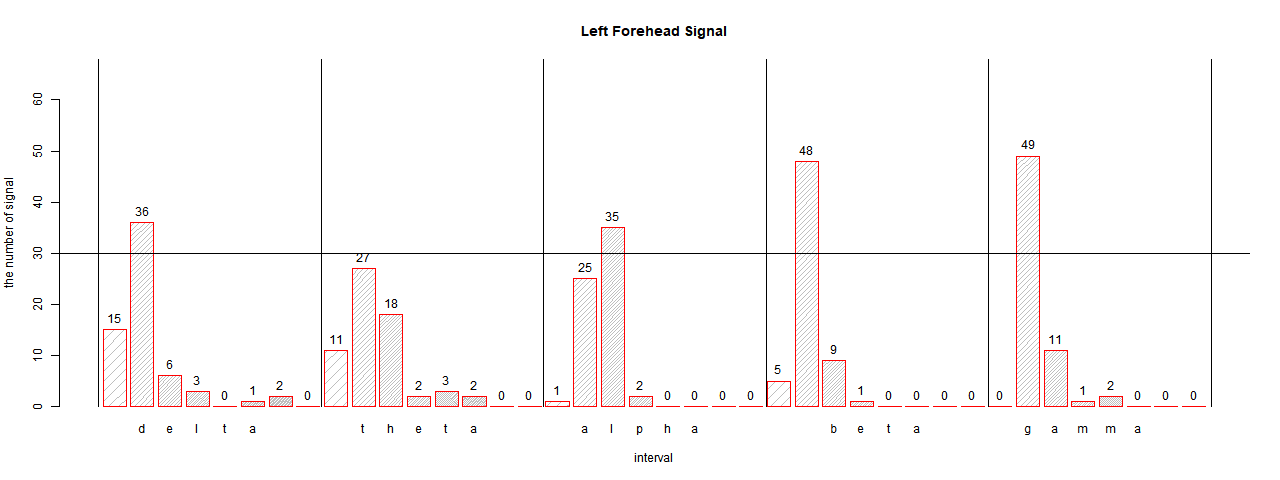 Left Forehead Signal
the number of signal
60
50
40
30
20
10
0
15 36 6 3 0 1 2 0
11 27 18 2 3 2 0 0
1 25 35 2 0 0 0 0
5 48 9 1 0 0 0 0
0 49 11 1 2 0 0 0
d e l t a t h e t a a l p h a b e t a g a m m a
interval